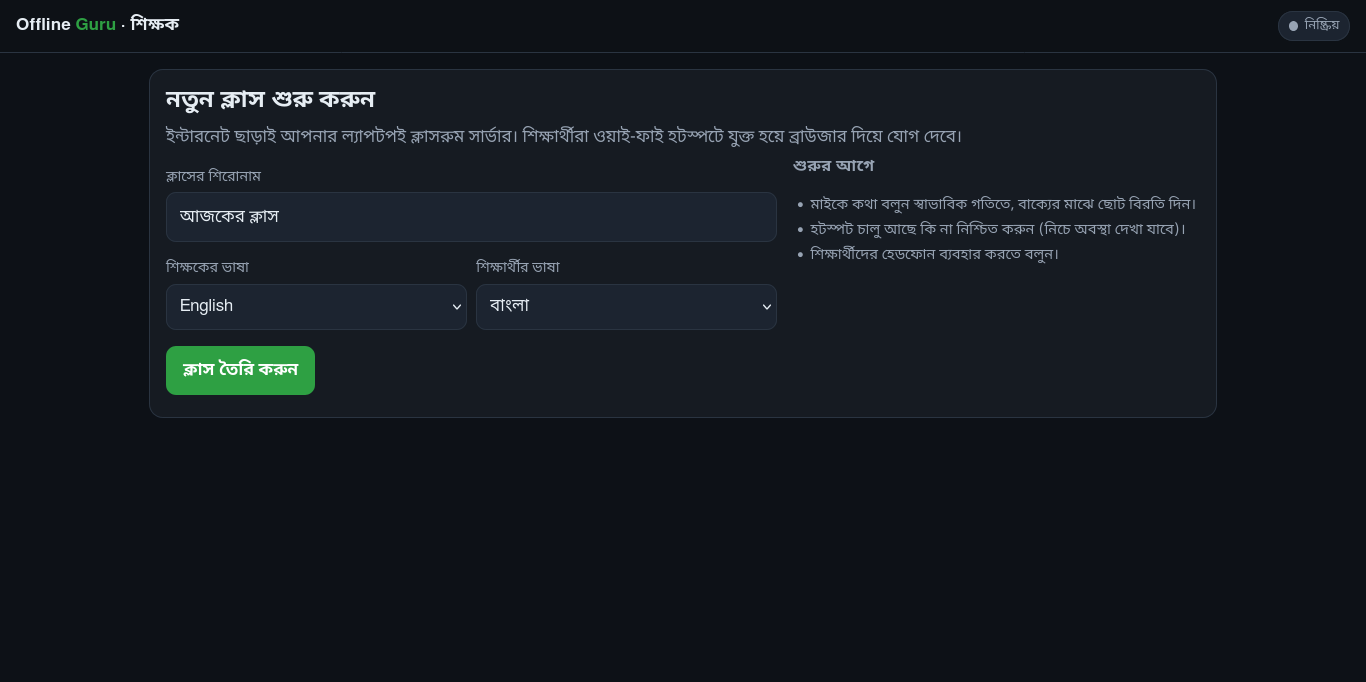 Offline Guru · শিক্ষক
নিষ্ক্রিয়
নতুন ক্লাস শুরু করুন
ইন্টারনেট ছাড়াই আপনার ল্যাপটপই ক্লাসরুম সার্ভার। শিক্ষার্থীরা ওয়াই-ফাই হটস্পটে যুক্ত হয়ে ব্রাউজার দিয়ে যোগ দেবে।
ক্লাসের শিরোনাম
আজকের ক্লাস
শিক্ষকের ভাষা
শিক্ষার্থীর ভাষা
English
বাংলা
ক্লাস তৈরি করুন
শুরুর আগে
• মাইকে কথা বলুন স্বাভাবিক গতিতে, বাক্যের মাঝে ছোট বিরতি দিন।
• হটস্পট চালু আছে কি না নিশ্চিত করুন (নিচে অবস্থা দেখা যাবে)।
• শিক্ষার্থীদের হেডফোন ব্যবহার করতে বলুন।